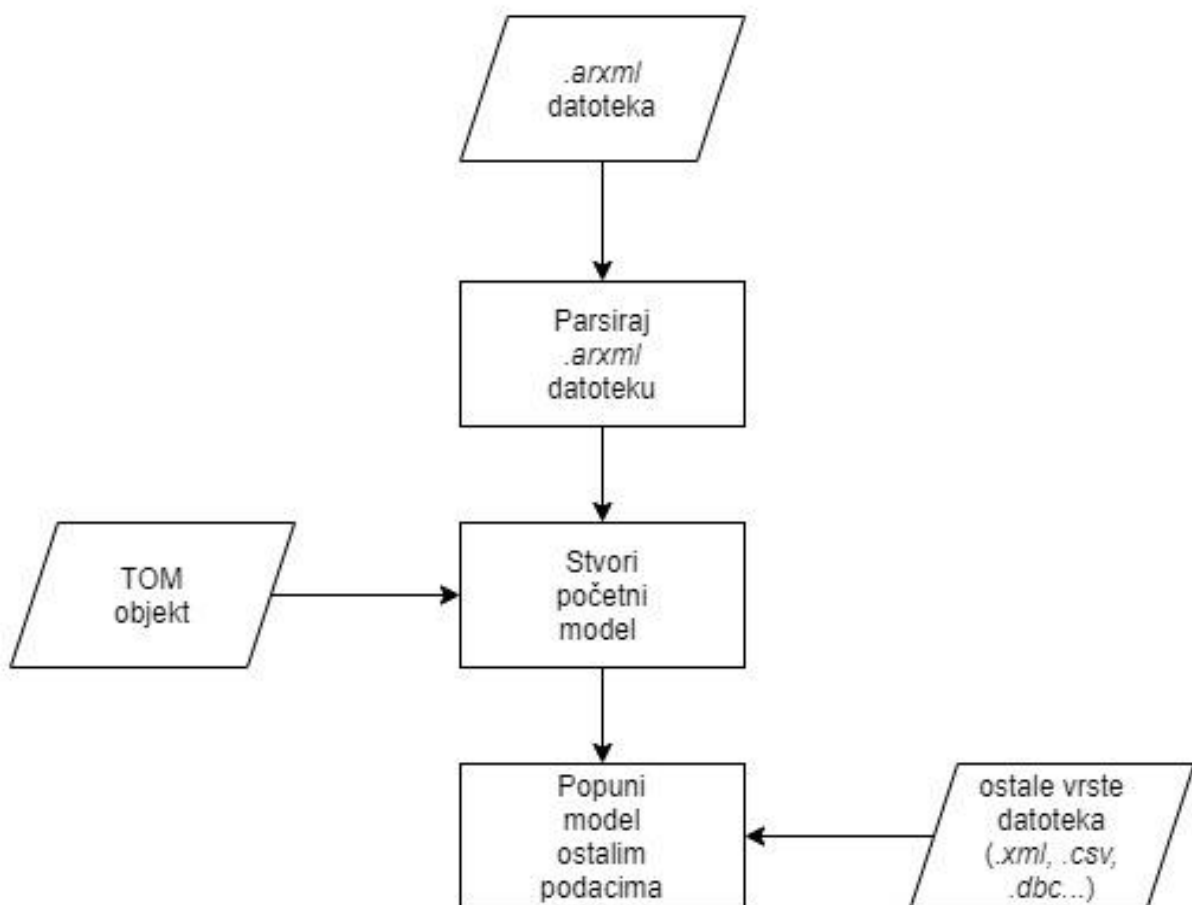 .arxml
datoteka
Parsiraj
.arxml
datoteku
TOM
objekt
Stvori
početni
model
Popuni
model
ostalim
podacima
ostale vrste
datoteka
(.xml, .csv,
.dbc...)